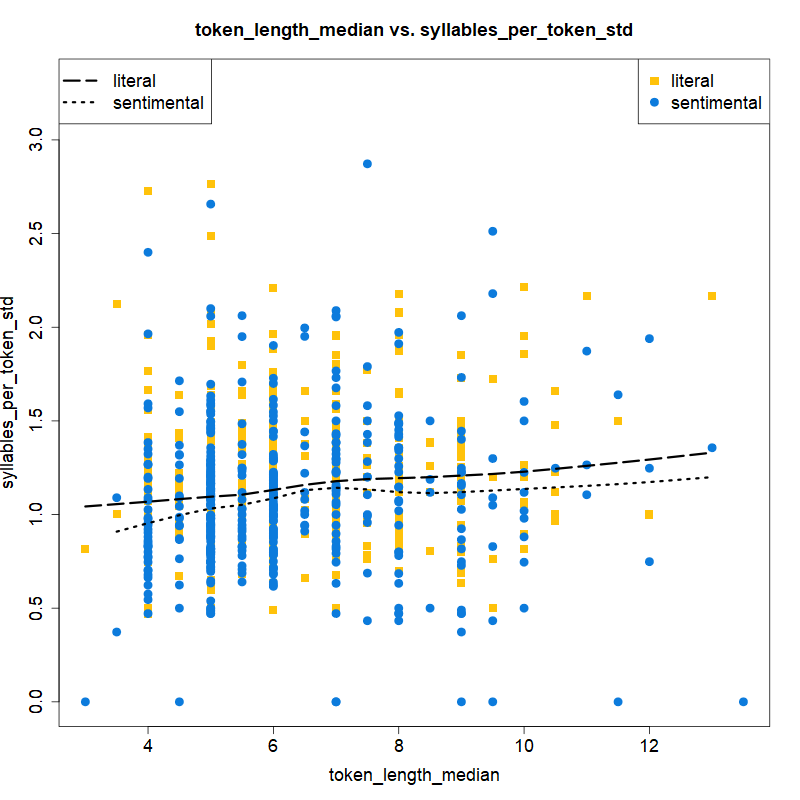 token_length_median vs. syllables_per_token_std
literal
sentimental
literal
sentimental
3.0
2.5
2.0
1.5
1.0
0.5
0.0
syllables_per_token_std
4 6 8 10 12
token_length_median